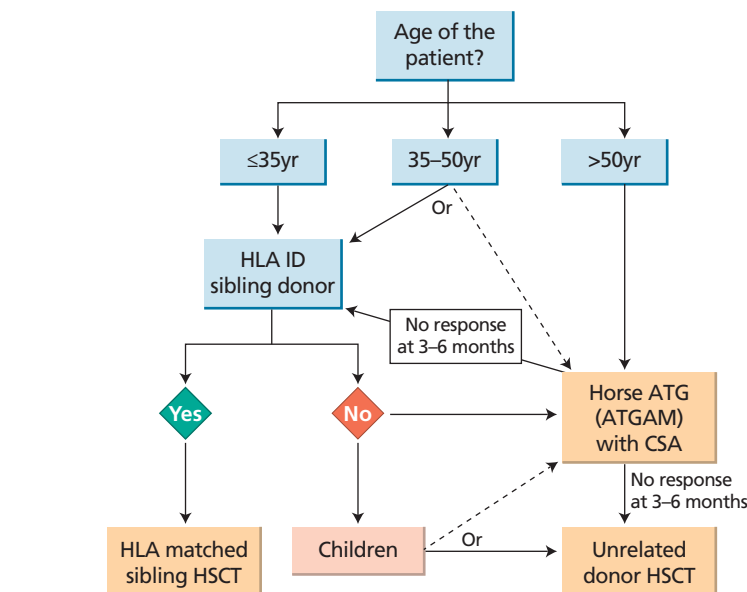 Age of the
patient?
≤35yr
35–50yr
>50yr
Or
HLA ID
sibling donor
No response
at 3–6 months
Horse ATG
(ATGAM)
with CSA
Yes
No
No response
at 3–6 months
HLA matched
sibling HSCT
Children
Or
Unrelated
donor HSCT